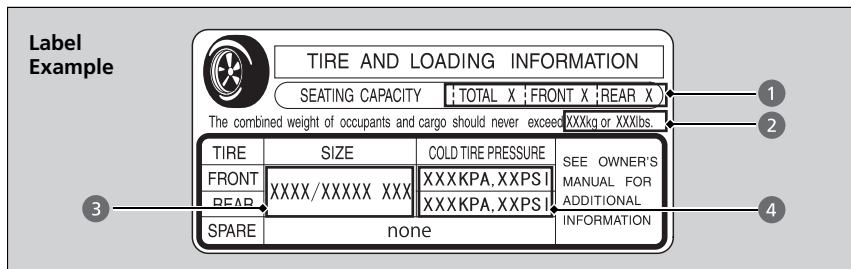 Label
Example
TIRE AND LOADING INFORMATION
SEATING CAPACITY TOTAL X FRONT X REAR X
1
The combined weight of occupants and cargo should never exceed XXXkg or XXXlbs.
2
TIRE SIZE COLD TIRE PRESSURE
FRONT
REAR
XXXX/XXXXX XXX
XXXKPA,XXPSI
XXXKPA,XXPSI
SEE OWNER'S
MANUAL FOR
ADDITIONAL
INFORMATION
3
4
SPARE none